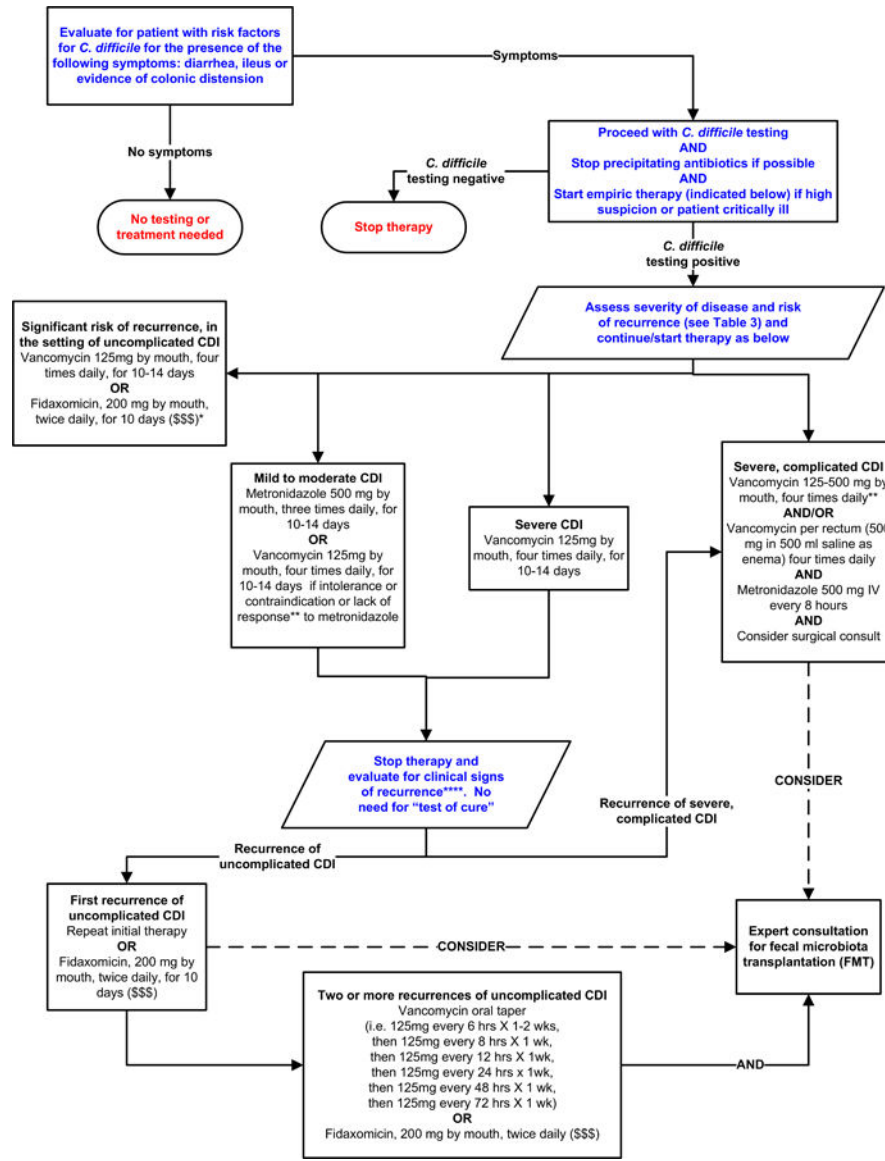 Evaluate for patient with risk factors
for C. difficile for the presence of the
following symptoms: diarrhea, ileus or
evidence of colonic distension
Symptoms
No symptoms
No testing or
treatment needed
Proceed with C. difficile testing
AND
Stop precipitating antibiotics if possible
AND
Start empiric therapy (indicated below) if high
suspicion or patient critically ill
C. difficile
testing negative
Stop therapy
C. difficile
testing positive
Assess severity of disease and risk
of recurrence (see Table 3) and
continue/start therapy as below
Significant risk of recurrence, in
the setting of uncomplicated CDI
Vancomycin 125mg by mouth, four
times daily, for 10-14 days
OR
Fidaxomicin, 200 mg by mouth,
twice daily, for 10 days ($$$)*
Mild to moderate CDI
Metronidazole 500 mg by
mouth, three times daily, for
10-14 days
OR
Vancomycin 125mg by
mouth, four times daily, for
10-14 days if intolerance or
contraindication or lack of
response** to metronidazole
Severe CDI
Vancomycin 125mg by
mouth, four times daily, for
10-14 days
Severe, complicated CDI
Vancomycin 125-500 mg by
mouth, four times daily**
AND/OR
Vancomycin per rectum (500
mg in 500 ml saline as
enema) four times daily
AND
Metronidazole 500 mg IV
every 8 hours
AND
Consider surgical consult
Stop therapy and
evaluate for clinical signs
of recurrence****. No
need for “test of cure”
Recurrence of
uncomplicated CDI
Recurrence of severe,
complicated CDI
CONSIDER
First recurrence of
uncomplicated CDI
Repeat initial therapy
OR
Fidaxomicin, 200 mg by
mouth, twice daily, for 10
days ($$$)
CONSIDER
Expert consultation
for fecal microbiota
transplantation (FMT)
Two or more recurrences of uncomplicated CDI
Vancomycin oral taper
(i.e. 125mg every 6 hrs X 1-2 wks,
then 125mg every 8 hrs X 1 wk,
then 125mg every 12 hrs X 1wk,
then 125mg every 24 hrs x 1wk,
then 125mg every 48 hrs X 1 wk,
then 125mg every 72 hrs X 1 wk)
OR
Fidaxomicin, 200 mg by mouth, twice daily ($$$)
AND